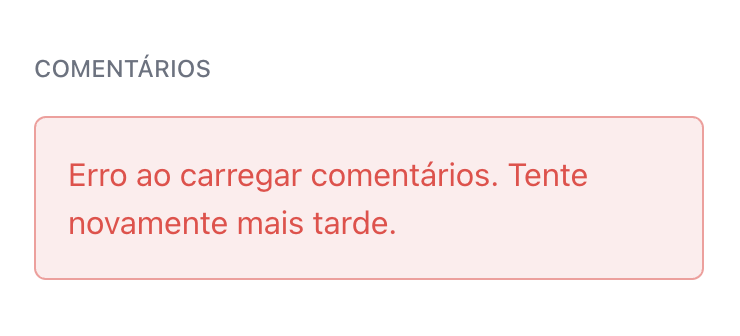 COMENTÁRIOS
Erro ao carregar comentários. Tente
novamente mais tarde.